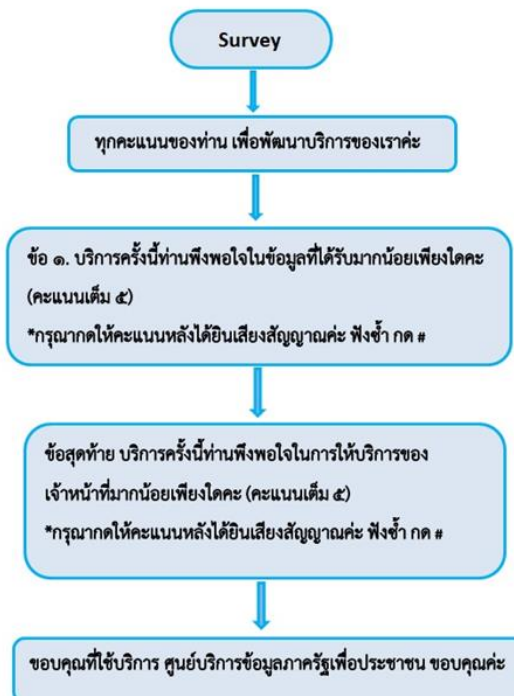 Survey
ทุกคะแนนของท่าน เพื่อพัฒนาบริการของเราค่ะ
ข้อ ๑. บริการครั้งนี้ท่านพึงพอใจในข้อมูลที่ได้รับมากน้อยเพียงใดคะ
(คะแนนเต็ม ๕)
*กรุณากดให้คะแนนหลังได้ยินเสียงสัญญาณค่ะ ฟังซ้ำ กด #
ข้อสุดท้าย บริการครั้งนี้ท่านพึงพอใจในการให้บริการของ
เจ้าหน้าที่มากน้อยเพียงใดคะ (คะแนนเต็ม ๕)
*กรุณากดให้คะแนนหลังได้ยินเสียงสัญญาณค่ะ ฟังซ้ำ กด #
ขอบคุณที่ใช้บริการ ศูนย์บริการข้อมูลภาครัฐเพื่อประชาชน ขอบคุณค่ะ